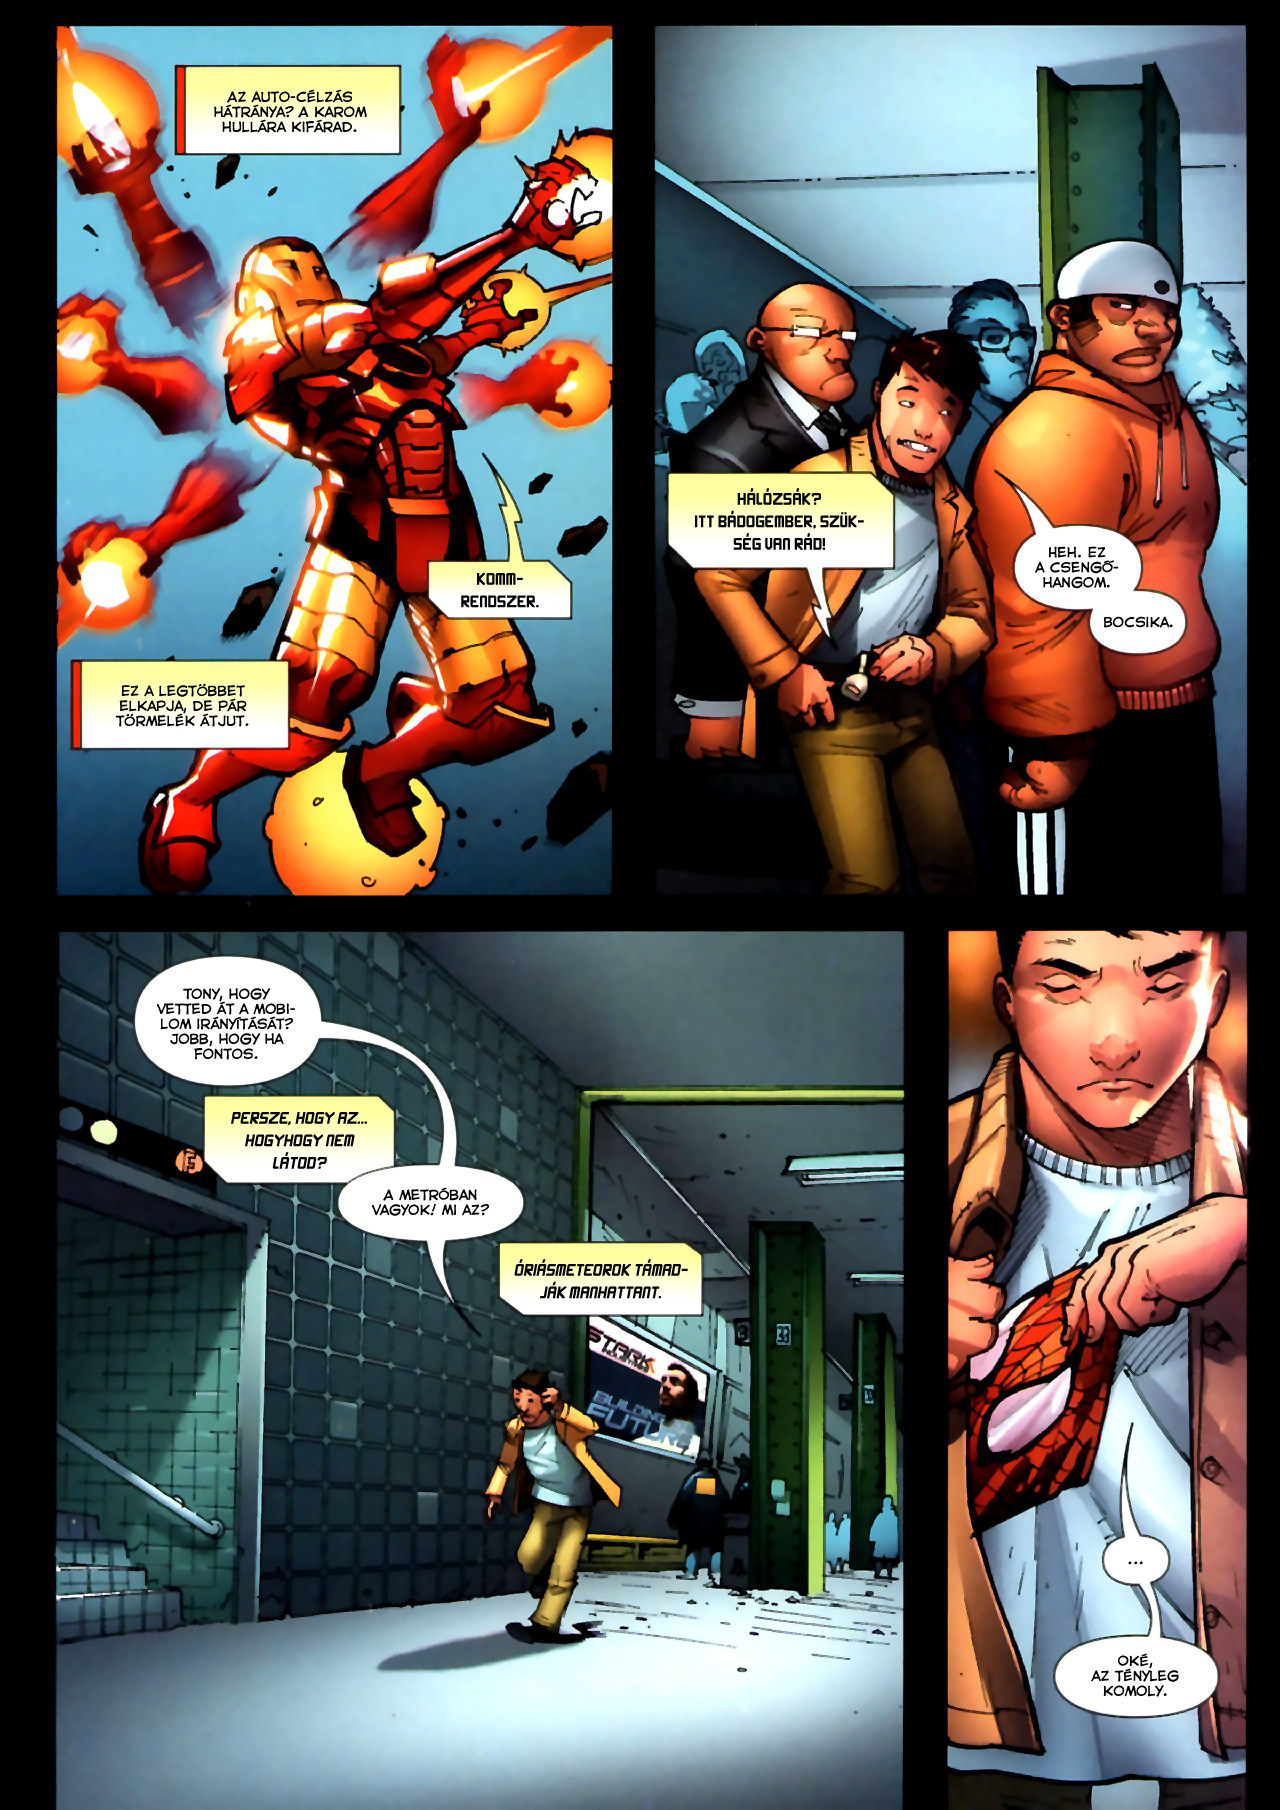 AZ AUTO-CÉLZÁS
HÁTRÁNYA? A KAROM
HULLÁRA KIFÁRAD.
KOMM-
RENDSZER.
EZ A LEGTÖBBET
ELKAPJA, DE PÁR
TÖRMELÉK ÁTJUT.
HÁLÓZSÁK?
ITT BÁDOGEMBER, SZÜK-
SÉG VAN RÁD!
HEH. EZ
A CSENGŐ-
HANGOM.
BOCSIKA.
TONY, HOGY
VETTED ÁT A MOBI-
LOM IRÁNYÍTÁSÁT?
JOBB, HOGY HA
FONTOS.
PERSZE, HOGY AZ...
HOGYHOGY NEM
LÁTOD?
A METRÓBAN
VAGYOK! MI AZ?
ÓRIÁSMETEOROK TÁMAD-
JÁK MANHATTANT.
STARK
INDUSTRIES
BUILDING
FUTURE
33
...
OKÉ,
AZ TÉNYLEG
KOMOLY.